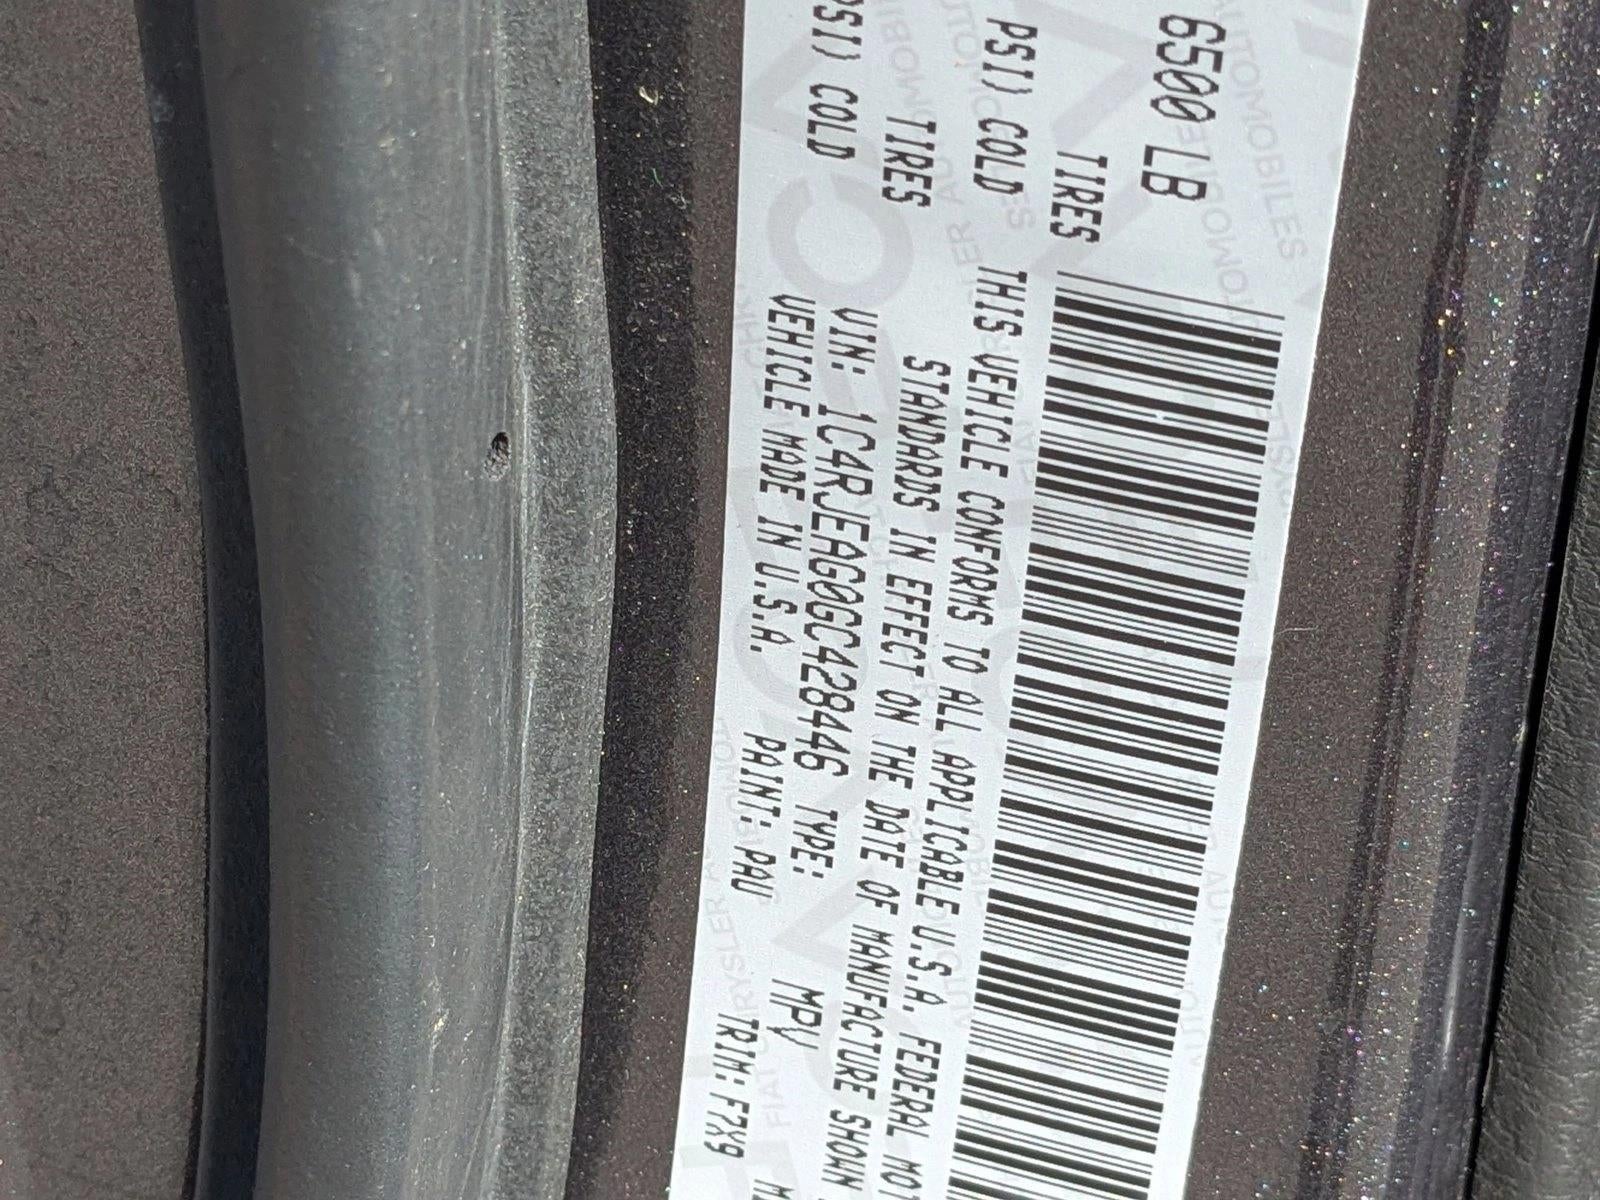 6500 LB
TIRES
PSI) COLD
TIRES
PSI) COLD
THIS VEHICLE CONFORMS TO ALL APPLICABLE U.S.A. FEDERAL MOT
STANDARDS IN EFFECT ON THE DATE OF MANUFACTURE SHOWN
VIN: 1C4RJEAG0GC428446 TYPE: MPV
VEHICLE MADE IN U.S.A. PAINT: PAU TRIM: F7X9